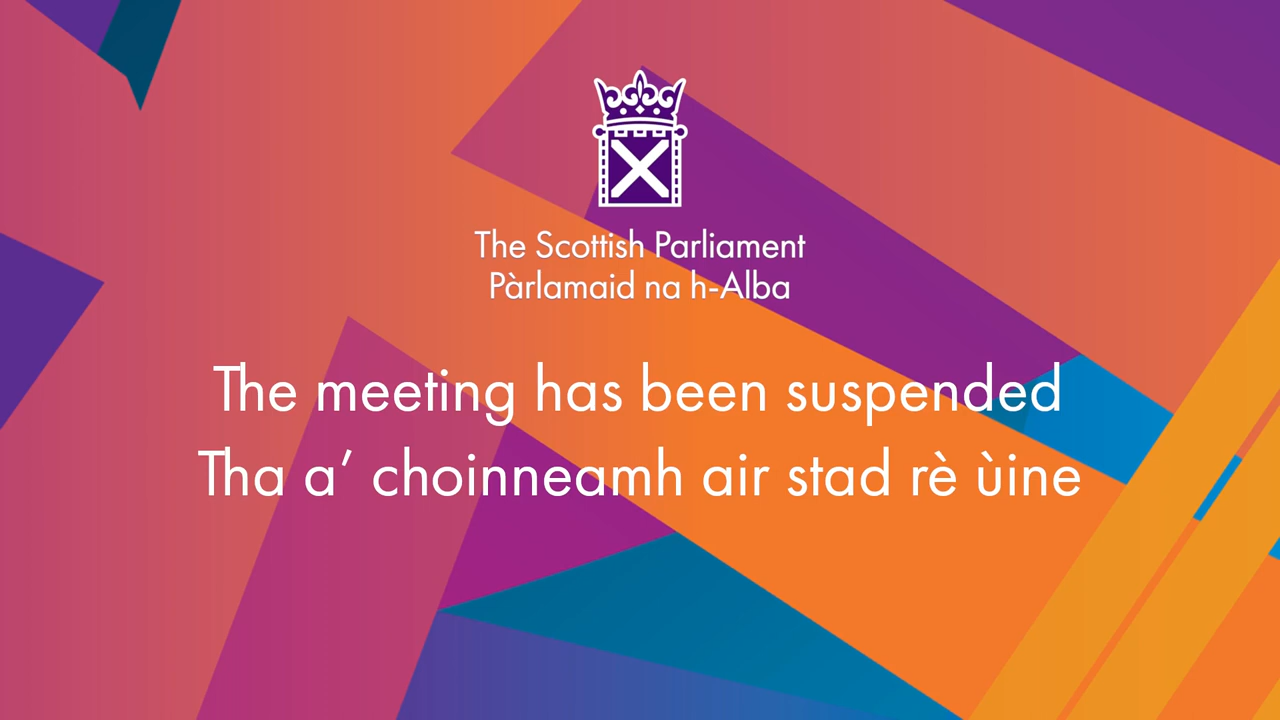 The Scottish Parliament
Pàrlamaid na h-Alba
The meeting has been suspended
Tha a’ choinneamh air stad rè ùine